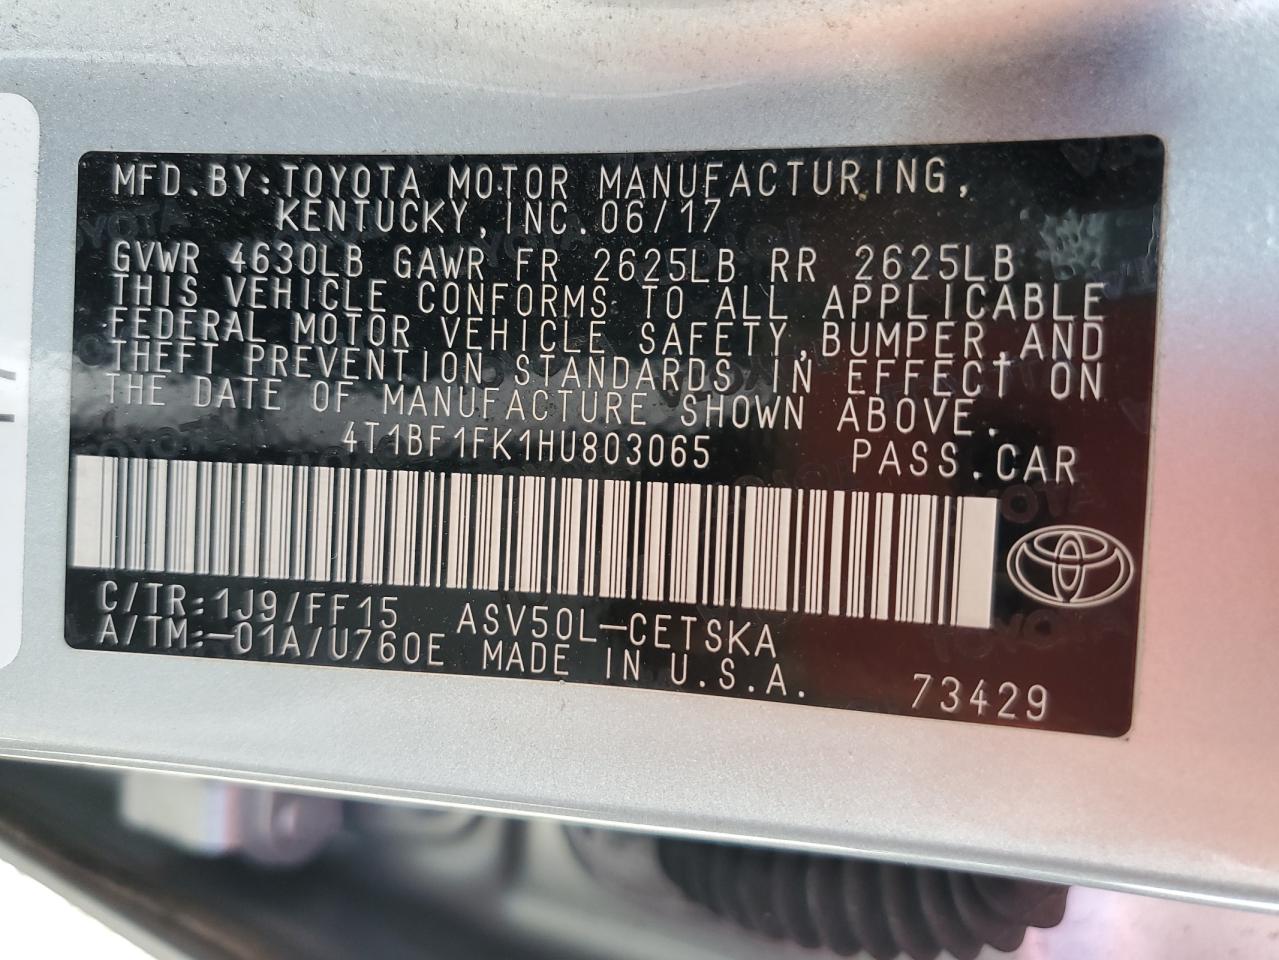 MFD.BY:TOYOTA MOTOR MANUFACTURING,
KENTUCKY, INC.06/17
GVWR 4630LB GAWR FR 2625LB RR 2625LB
THIS VEHICLE CONFORMS TO ALL APPLICABLE
FEDERAL MOTOR VEHICLE SAFETY,BUMPER,AND
THEFT PREVENTION STANDARDS IN EFFECT ON
THE DATE OF MANUFACTURE SHOWN ABOVE.
4T1BF1FK1HU803065 PASS.CAR
C/TR:1J9/FF15 ASV50L-CETSKA
A/TM:-01A/U760E MADE IN U.S.A.
73429